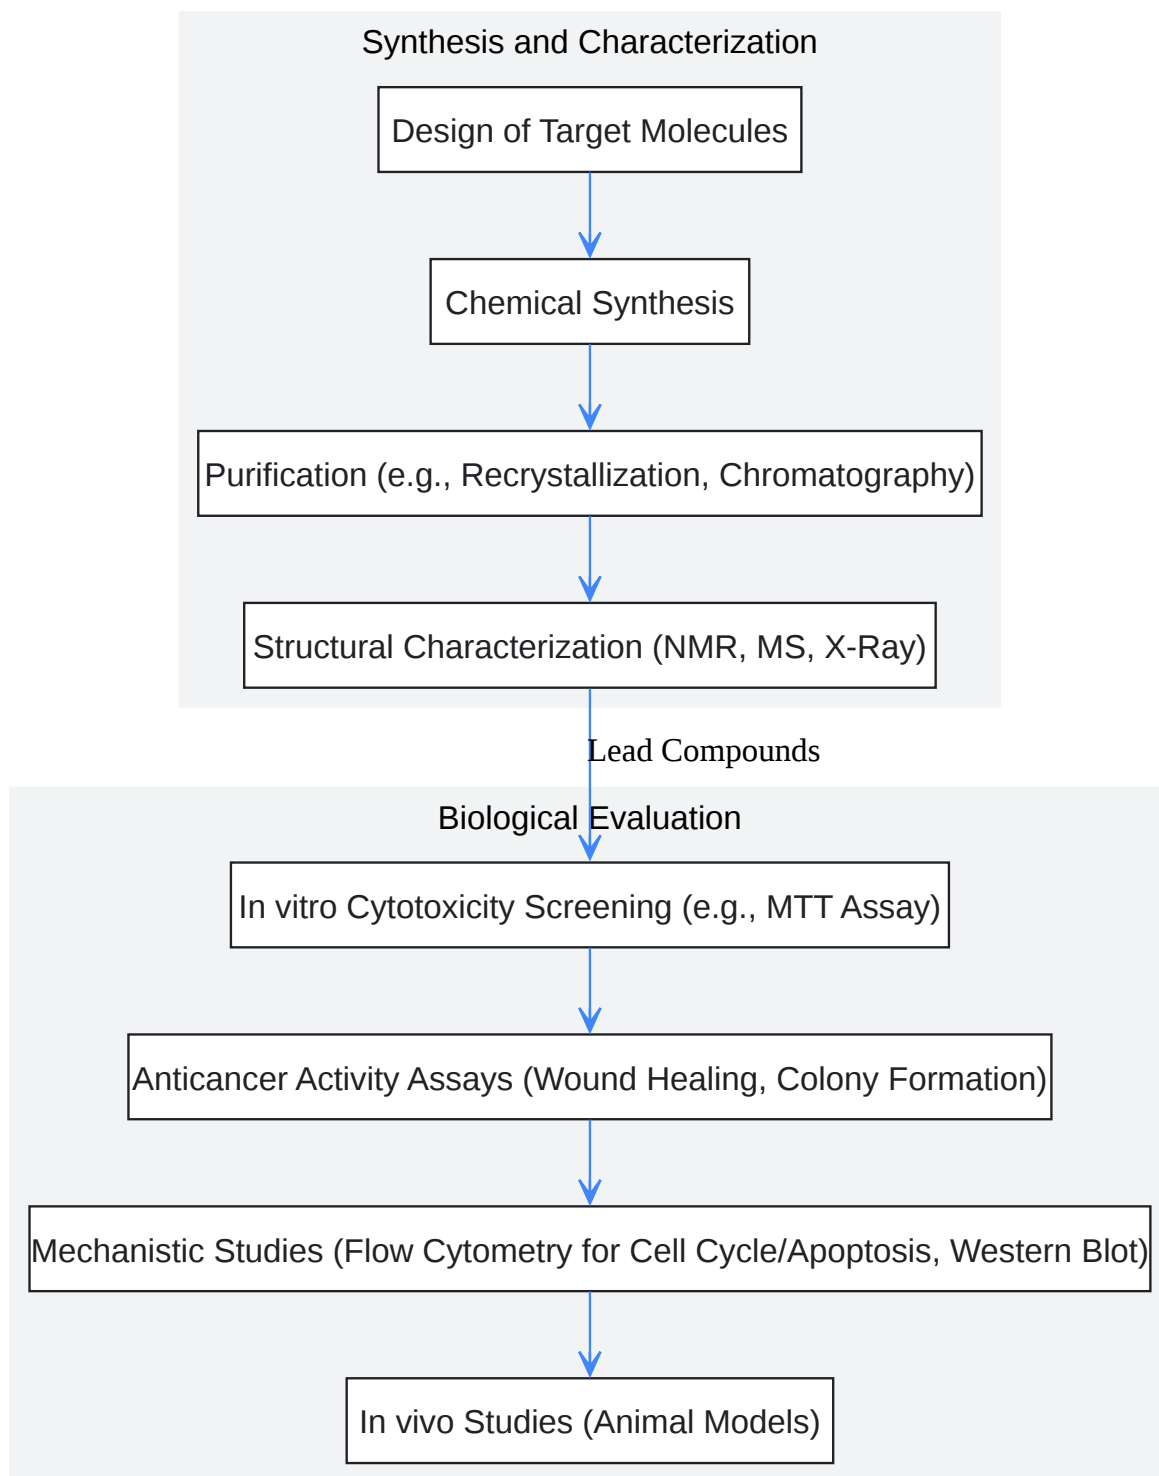 Synthesis and Characterization
Design of Target Molecules
Chemical Synthesis
Purification (e.g., Recrystallization, Chromatography)
Structural Characterization (NMR, MS, X-Ray)
Lead Compounds
Biological Evaluation
In vitro Cytotoxicity Screening (e.g., MTT Assay)
Anticancer Activity Assays (Wound Healing, Colony Formation)
Mechanistic Studies (Flow Cytometry for Cell Cycle/Apoptosis, Western Blot)
In vivo Studies (Animal Models)